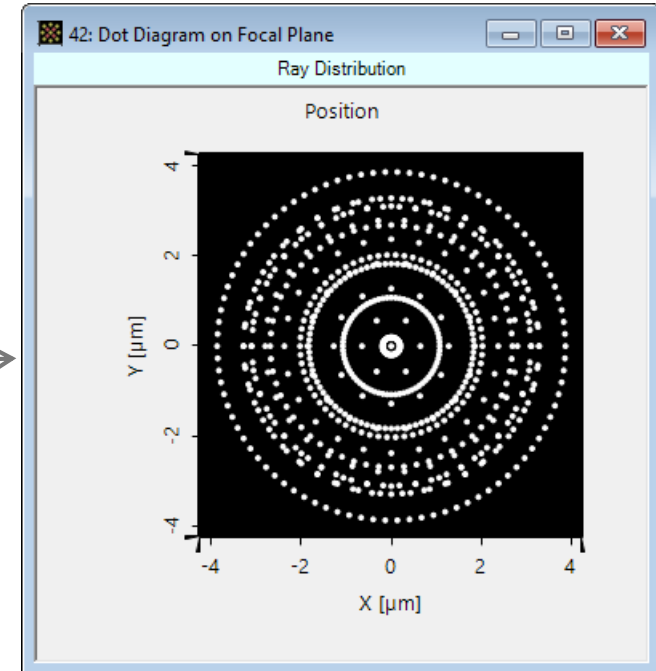 42: Dot Diagram on Focal Plane
Ray Distribution
Position
4
2
0
-2
-4
Y [µm]
-4 -2 0 2 4
X [µm]